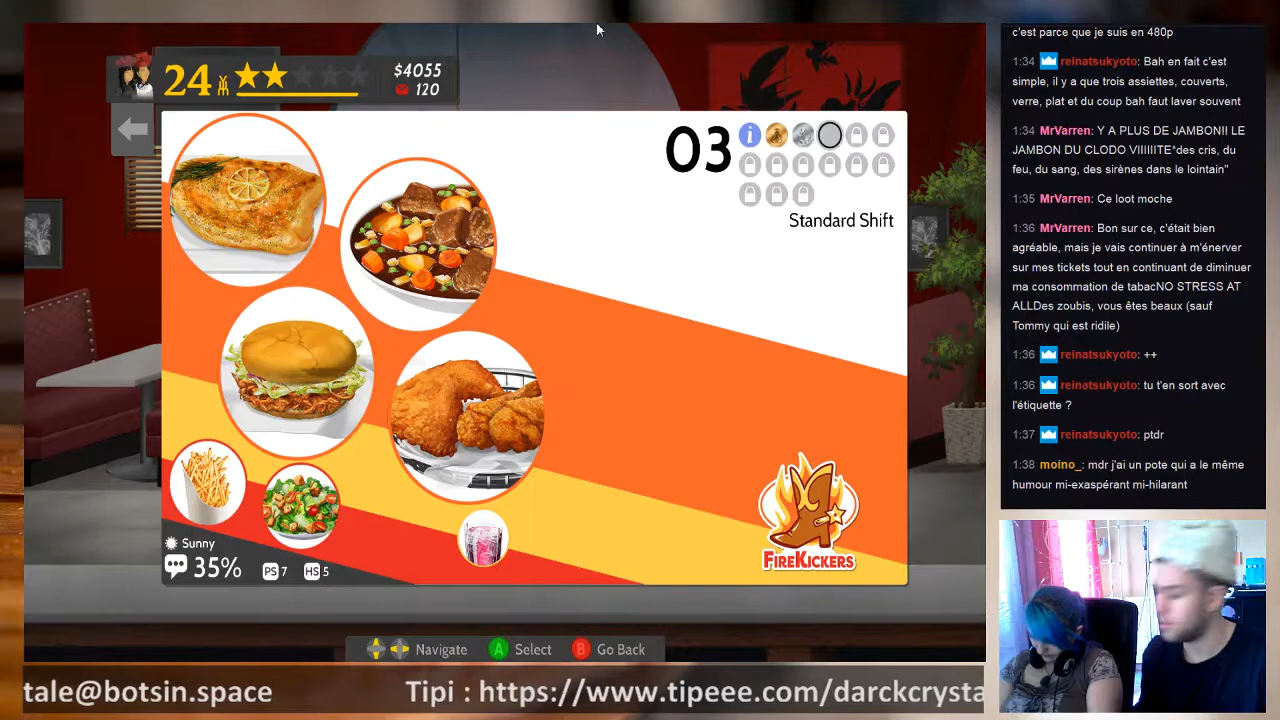 24
$4055
120
03
i
Standard Shift
FIREKICKERS
Sunny
35%
PS 7
HS 5
Navigate
A Select
B Go Back
tale@botsin.space
Tipi : https://www.tipeee.com/darckcrysta
c'est parce que je suis en 480p
1:34 reinatsukyoto: Bah en fait c'est
simple, il y a que trois assiettes, couverts,
verre, plat et du coup bah faut laver souvent
1:34 MrVarren: Y A PLUS DE JAMBONII LE
JAMBON DU CLODO VIIIIIITE"des cris, du
feu, du sang, des sirènes dans le lointain"
1:35 MrVarren: Ce loot moche
1:36 MrVarren: Bon sur ce, c'était bien
agréable, mais je vais continuer à m'énerver
sur mes tickets tout en continuant de diminuer
ma consommation de tabacNO STRESS AT
ALLDes zoubis, vous êtes beaux (sauf
Tommy qui est ridile)
1:36 reinatsukyoto: ++
1:36 reinatsukyoto: tu t'en sort avec
l'étiquette ?
1:37 reinatsukyoto: ptdr
1:38 moino_: mdr j'ai un pote qui a le même
humour mi-exaspérant mi-hilarant